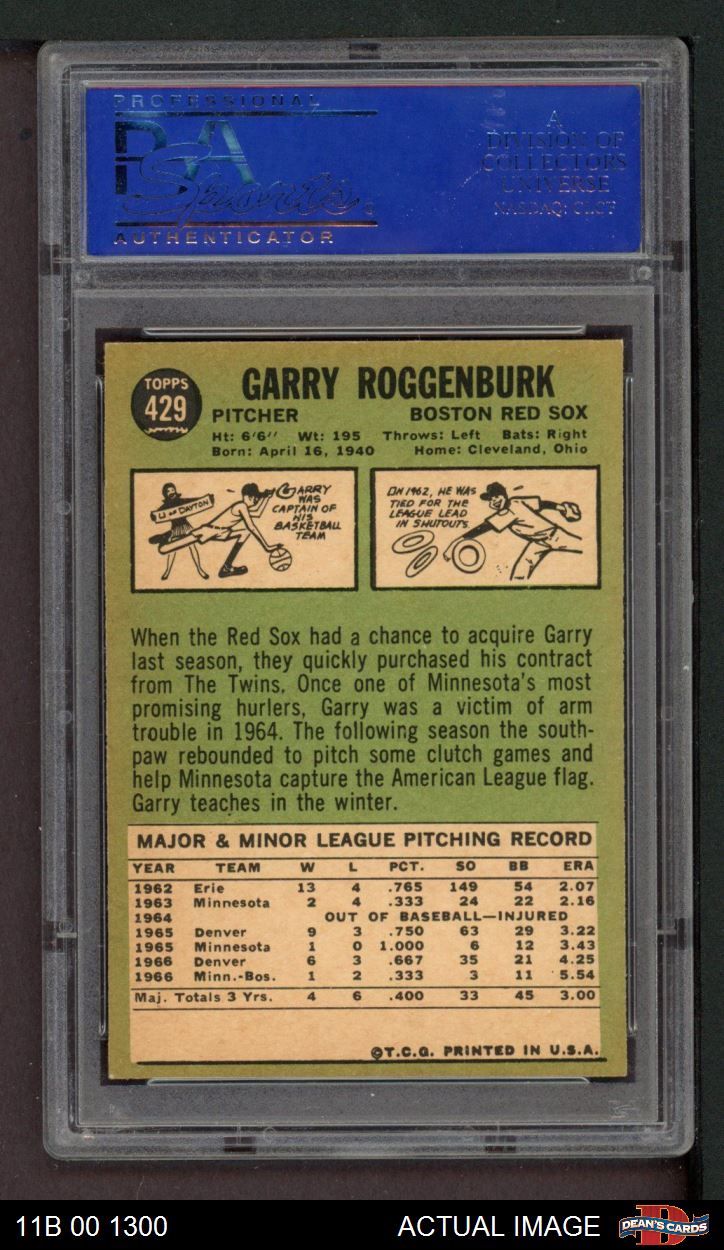 PROFESSIONAL
PSA
Sports
AUTHENTICATOR
A
DIVISION OF
COLLECTORS
UNIVERSE
NASDAQ: CLCT
TOPPS
429
GARRY ROGGENBURK
PITCHER BOSTON RED SOX
Ht: 6'6" Wt: 195 Throws: Left Bats: Right
Born: April 16, 1940 Home: Cleveland, Ohio
U OF DAYTON
GARRY
WAS
CAPTAIN OF
HIS
BASKETBALL
TEAM
IN 1962, HE WAS
TIED FOR THE
LEAGUE LEAD
IN SHUTOUTS
When the Red Sox had a chance to acquire Garry
last season, they quickly purchased his contract
from The Twins. Once one of Minnesota's most
promising hurlers, Garry was a victim of arm
trouble in 1964. The following season the south-
paw rebounded to pitch some clutch games and
help Minnesota capture the American League flag.
Garry teaches in the winter.
MAJOR & MINOR LEAGUE PITCHING RECORD
YEAR TEAM W L PCT. SO BB ERA
1962 Erie 13 4 .765 149 54 2.07
1963 Minnesota 2 4 .333 24 22 2.16
1964 OUT OF BASEBALL—INJURED
1965 Denver 9 3 .750 63 29 3.22
1965 Minnesota 1 0 1.000 6 12 3.43
1966 Denver 6 3 .667 35 21 4.25
1966 Minn.-Bos. 1 2 .333 3 11 5.54
Maj. Totals 3 Yrs. 4 6 .400 33 45 3.00
©T.C.G. PRINTED IN U.S.A.
11B 00 1300
ACTUAL IMAGE
DEAN'S CARDS